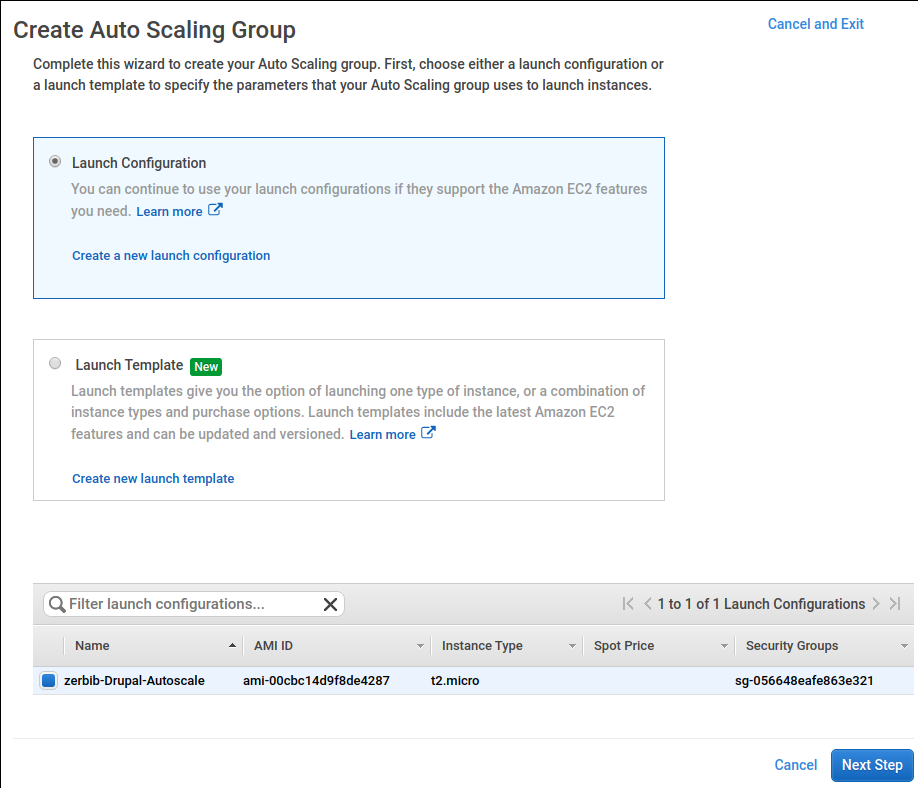 Create Auto Scaling Group
Cancel and Exit
Complete this wizard to create your Auto Scaling group. First, choose either a launch configuration or
a launch template to specify the parameters that your Auto Scaling group uses to launch instances.
Launch Configuration
You can continue to use your launch configurations if they support the Amazon EC2 features
you need. Learn more
Create a new launch configuration
Launch Template New
Launch templates give you the option of launching one type of instance, or a combination of
instance types and purchase options. Launch templates include the latest Amazon EC2
features and can be updated and versioned. Learn more
Create new launch template
Filter launch configurations... 1 to 1 of 1 Launch Configurations
Name AMI ID Instance Type Spot Price Security Groups
zerbib-Drupal-Autoscale ami-00cbc14d9f8de4287 t2.micro sg-056648eafe863e321
Cancel Next Step